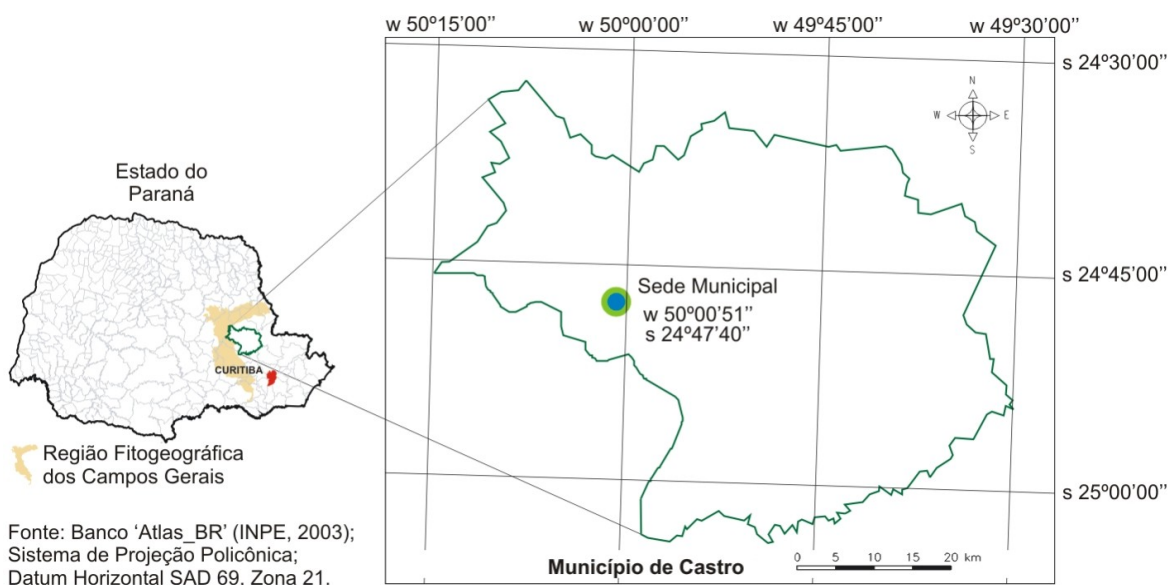 w 50º15’00’’
w 50º00’00’’
w 49º45’00’’
w 49º30’00’’
s 24º30’00’’
N
W
E
S
Estado do
Paraná
s 24º45’00’’
Sede Municipal
w 50º00’51’’
s 24º47’40’’
CURITIBA
Região Fitogeográfica
dos Campos Gerais
s 25º00’00’’
Fonte: Banco ‘Atlas_BR’ (INPE, 2003);
Sistema de Projeção Policônica;
Datum Horizontal SAD 69. Zona 21.
Município de Castro
0 5 10 15 20 km